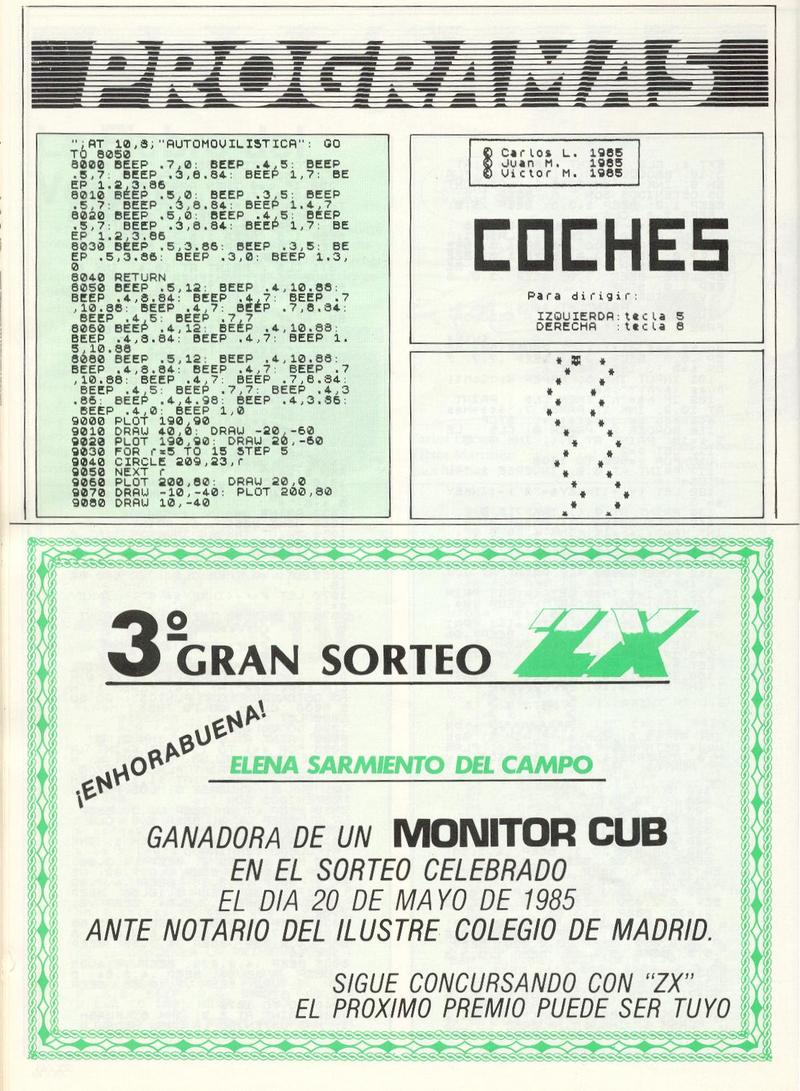 PROGRAMAS
";AT 10,8;"AUTOMOVILISTICA": GO
TO 8050
8000 BEEP .7,0: BEEP .4,5: BEEP
.5,7: BEEP .3,8.84: BEEP 1,7: BE
EP 1.2,3.86
8010 BEEP .5,0: BEEP .3,5: BEEP
.5,7: BEEP .3,8.84: BEEP 1.4,7
8020 BEEP .5,0: BEEP .4,5: BEEP
.5,7: BEEP .3,8.84: BEEP 1,7: BE
EP 1.2,3.86
8030 BEEP .5,3.86: BEEP .3,5: BE
EP .5,3.86: BEEP .3,0: BEEP 1.3,
0
8040 RETURN
8050 BEEP .5,12: BEEP .4,10.88:
BEEP .4,8.84: BEEP .4,7: BEEP .7
,10.88: BEEP .4,7: BEEP .7,8.84:
BEEP .4,5: BEEP .7,7
8060 BEEP .4,12: BEEP .4,10.88:
BEEP .4,8.84: BEEP .4,7: BEEP 1.
5,10.88
8080 BEEP .5,12: BEEP .4,10.88:
BEEP .4,8.84: BEEP .4,7: BEEP .7
,10.88: BEEP .4,7: BEEP .7,8.84:
BEEP .4,5: BEEP .7,7: BEEP .4,3
.86: BEEP .4,4.98: BEEP .4,3.86:
BEEP .4,0: BEEP 1,0
9000 PLOT 190,90
9010 DRAW 40,0: DRAW -20,-60
9020 PLOT 190,90: DRAW 20,-60
9030 FOR r=5 TO 15 STEP 5
9040 CIRCLE 209,23,r
9050 NEXT r
9060 PLOT 200,80: DRAW 20,0
9070 DRAW -10,-40: PLOT 200,80
9080 DRAW 10,-40
© Carlos L. 1985
© Juan M. 1985
© Victor M. 1985
COCHES
Para dirigir:
IZQUIERDA:tecla 5
DERECHA :tecla 8
3º GRAN SORTEO ZX
¡ENHORABUENA!
ELENA SARMIENTO DEL CAMPO
GANADORA DE UN MONITOR CUB
EN EL SORTEO CELEBRADO
EL DIA 20 DE MAYO DE 1985
ANTE NOTARIO DEL ILUSTRE COLEGIO DE MADRID.
SIGUE CONCURSANDO CON "ZX"
EL PROXIMO PREMIO PUEDE SER TUYO